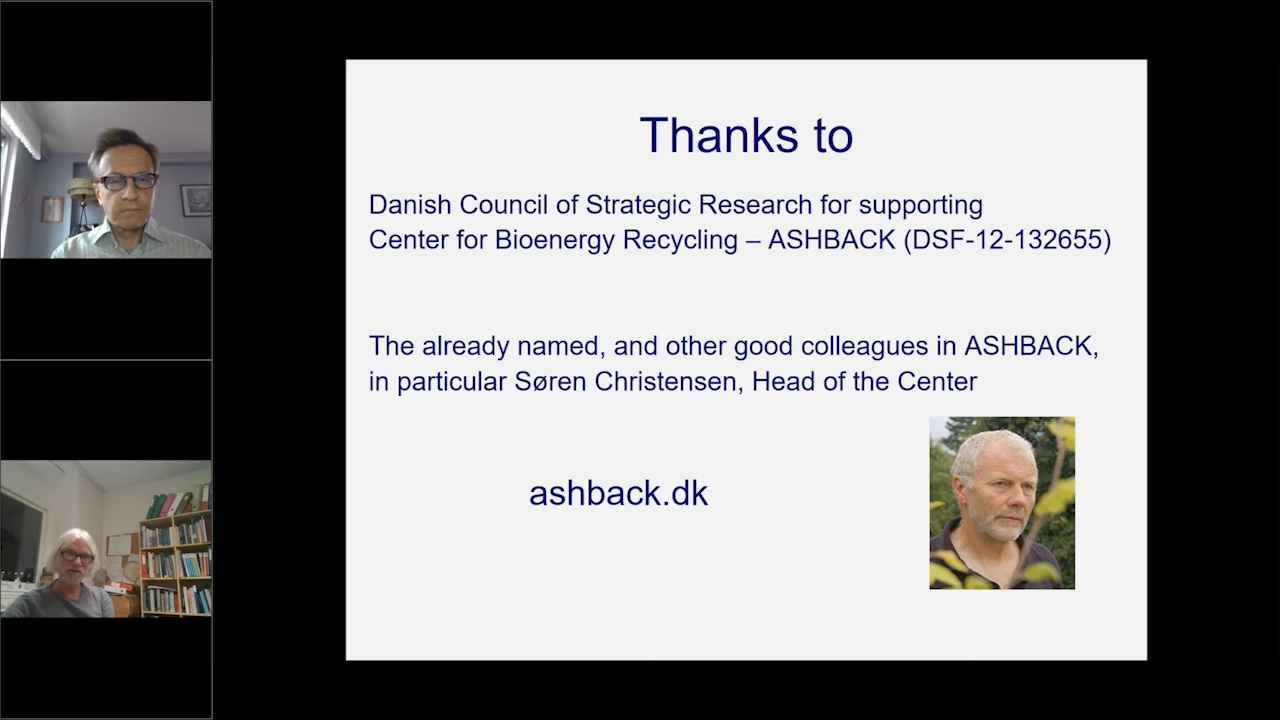 Thanks to
Danish Council of Strategic Research for supporting
Center for Bioenergy Recycling – ASHBACK (DSF-12-132655)
The already named, and other good colleagues in ASHBACK,
in particular Søren Christensen, Head of the Center
ashback.dk